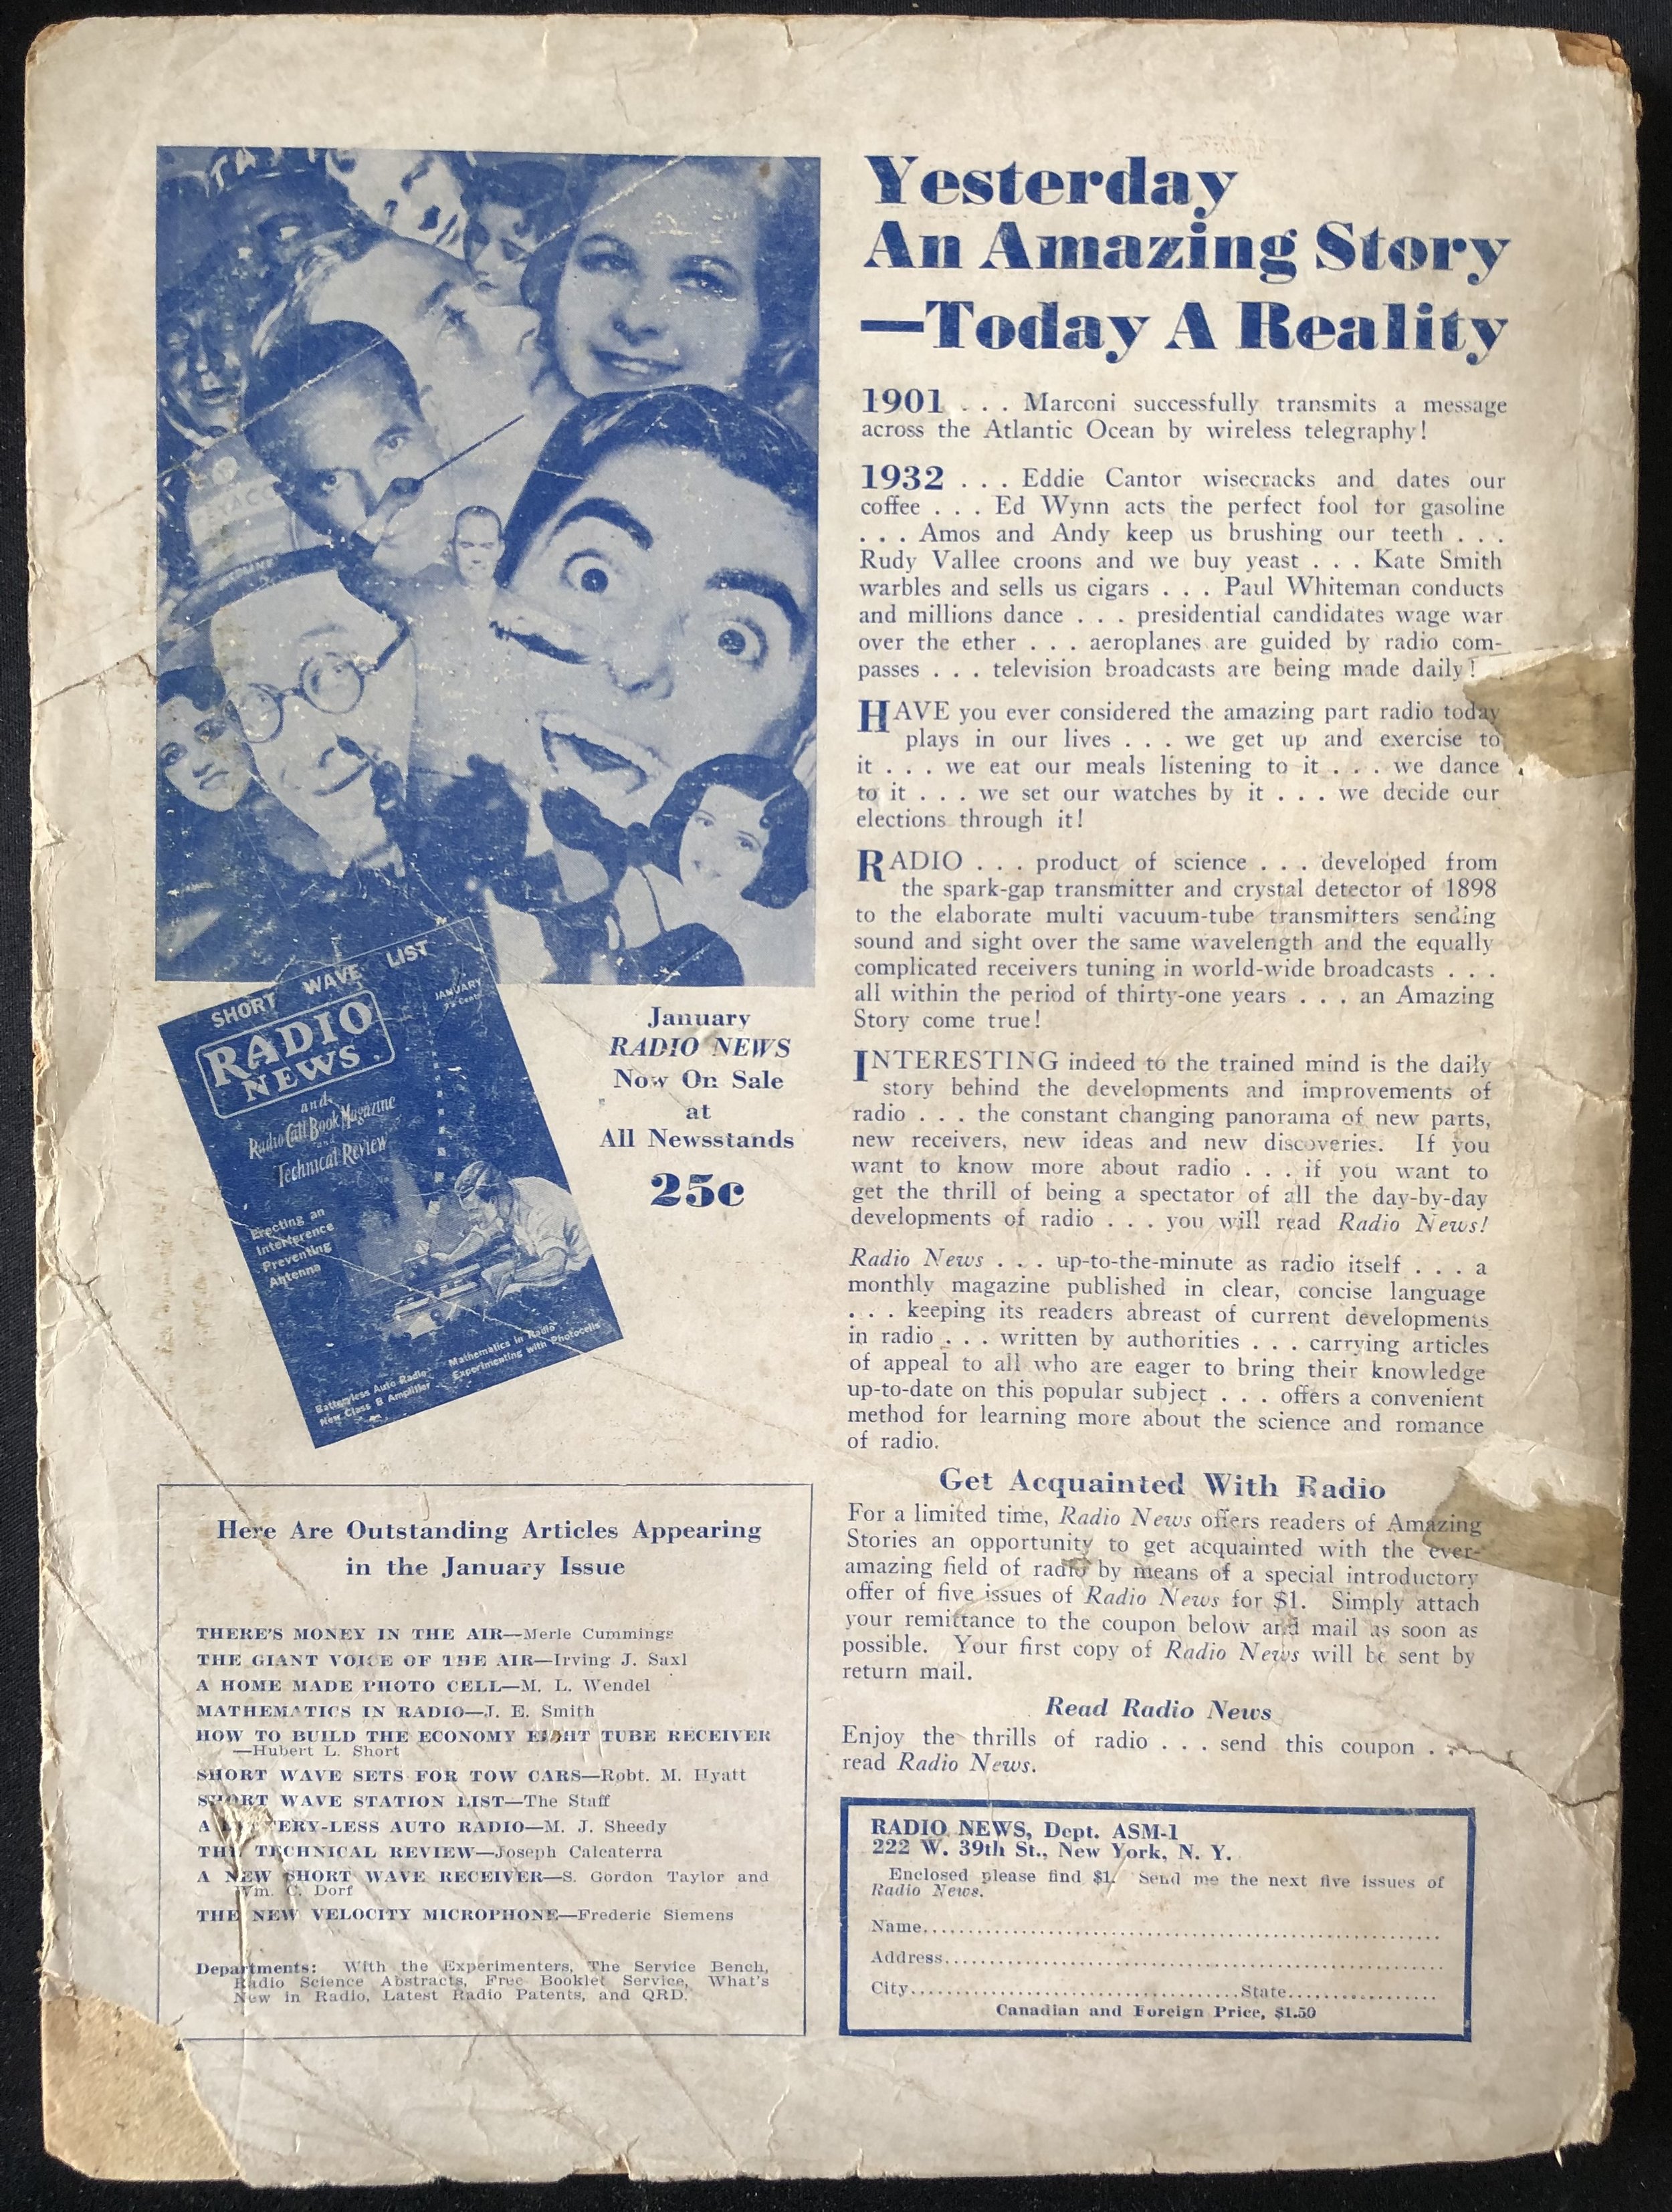 Yesterday
An Amazing Story
—Today A Reality
1901 . . . Marconi successfully transmits a message
across the Atlantic Ocean by wireless telegraphy!
1932 . . . Eddie Cantor wisecracks and dates our
coffee . . . Ed Wynn acts the perfect fool for gasoline
. . . Amos and Andy keep us brushing our teeth . . .
Rudy Vallee croons and we buy yeast . . . Kate Smith
warbles and sells us cigars . . . Paul Whiteman conducts
and millions dance . . . presidential candidates wage war
over the ether . . . aeroplanes are guided by radio com-
passes . . . television broadcasts are being made daily!
HAVE you ever considered the amazing part radio today
plays in our lives . . . we get up and exercise to
it . . . we eat our meals listening to it . . . we dance
to it . . . we set our watches by it . . . we decide our
elections through it!
RADIO . . . product of science . . . developed from
the spark-gap transmitter and crystal detector of 1898
to the elaborate multi vacuum-tube transmitters sending
sound and sight over the same wavelength and the equally
complicated receivers tuning in world-wide broadcasts . . .
all within the period of thirty-one years . . . an Amazing
Story come true!
INTERESTING indeed to the trained mind is the daily
story behind the developments and improvements of
radio . . . the constant changing panorama of new parts,
new receivers, new ideas and new discoveries. If you
want to know more about radio . . . if you want to
get the thrill of being a spectator of all the day-by-day
developments of radio . . . you will read Radio News!
Radio News . . . up-to-the-minute as radio itself . . . a
monthly magazine published in clear, concise language
. . . keeping its readers abreast of current developments
in radio . . . written by authorities . . . carrying articles
of appeal to all who are eager to bring their knowledge
up-to-date on this popular subject . . . offers a convenient
method for learning more about the science and romance
of radio.
Get Acquainted With Radio
For a limited time, Radio News offers readers of Amazing
Stories an opportunity to get acquainted with the ever-
amazing field of radio by means of a special introductory
offer of five issues of Radio News for $1. Simply attach
your remittance to the coupon below and mail as soon as
possible. Your first copy of Radio News will be sent by
return mail.
Read Radio News
Enjoy the thrills of radio . . . send this coupon . .
read Radio News.
RADIO NEWS, Dept. ASM-1
222 W. 39th St., New York, N. Y.
Enclosed please find $1. Send me the next five issues of
Radio News.
Name
Address
City State
Canadian and Foreign Price, $1.50
SHORT WAVE LIST
JANUARY
25 Cents
RADIO
NEWS
and
Radio Call Book Magazine
and
Technical Review
Erecting an
Interference
Preventing
Antenna
Mathematics in Radio
Experimenting with Photocells
Batteryless Auto Radio
New Class B Amplifier
January
RADIO NEWS
Now On Sale
at
All Newsstands
25c
Here Are Outstanding Articles Appearing
in the January Issue
THERE'S MONEY IN THE AIR—Merle Cummings
THE GIANT VOICE OF THE AIR—Irving J. Saxl
A HOME MADE PHOTO CELL—M. L. Wendel
MATHEMATICS IN RADIO—J. E. Smith
HOW TO BUILD THE ECONOMY EIGHT TUBE RECEIVER
—Hubert L. Short
SHORT WAVE SETS FOR TOW CARS—Robt. M. Hyatt
SHORT WAVE STATION LIST—The Staff
A BATTERY-LESS AUTO RADIO—M. J. Sheedy
THE TECHNICAL REVIEW—Joseph Calcaterra
A NEW SHORT WAVE RECEIVER—S. Gordon Taylor and
Wm. C. Dorf
THE NEW VELOCITY MICROPHONE—Frederic Siemens
Departments: With the Experimenters, The Service Bench,
Radio Science Abstracts, Free Booklet Service, What's
New in Radio, Latest Radio Patents, and QRD.